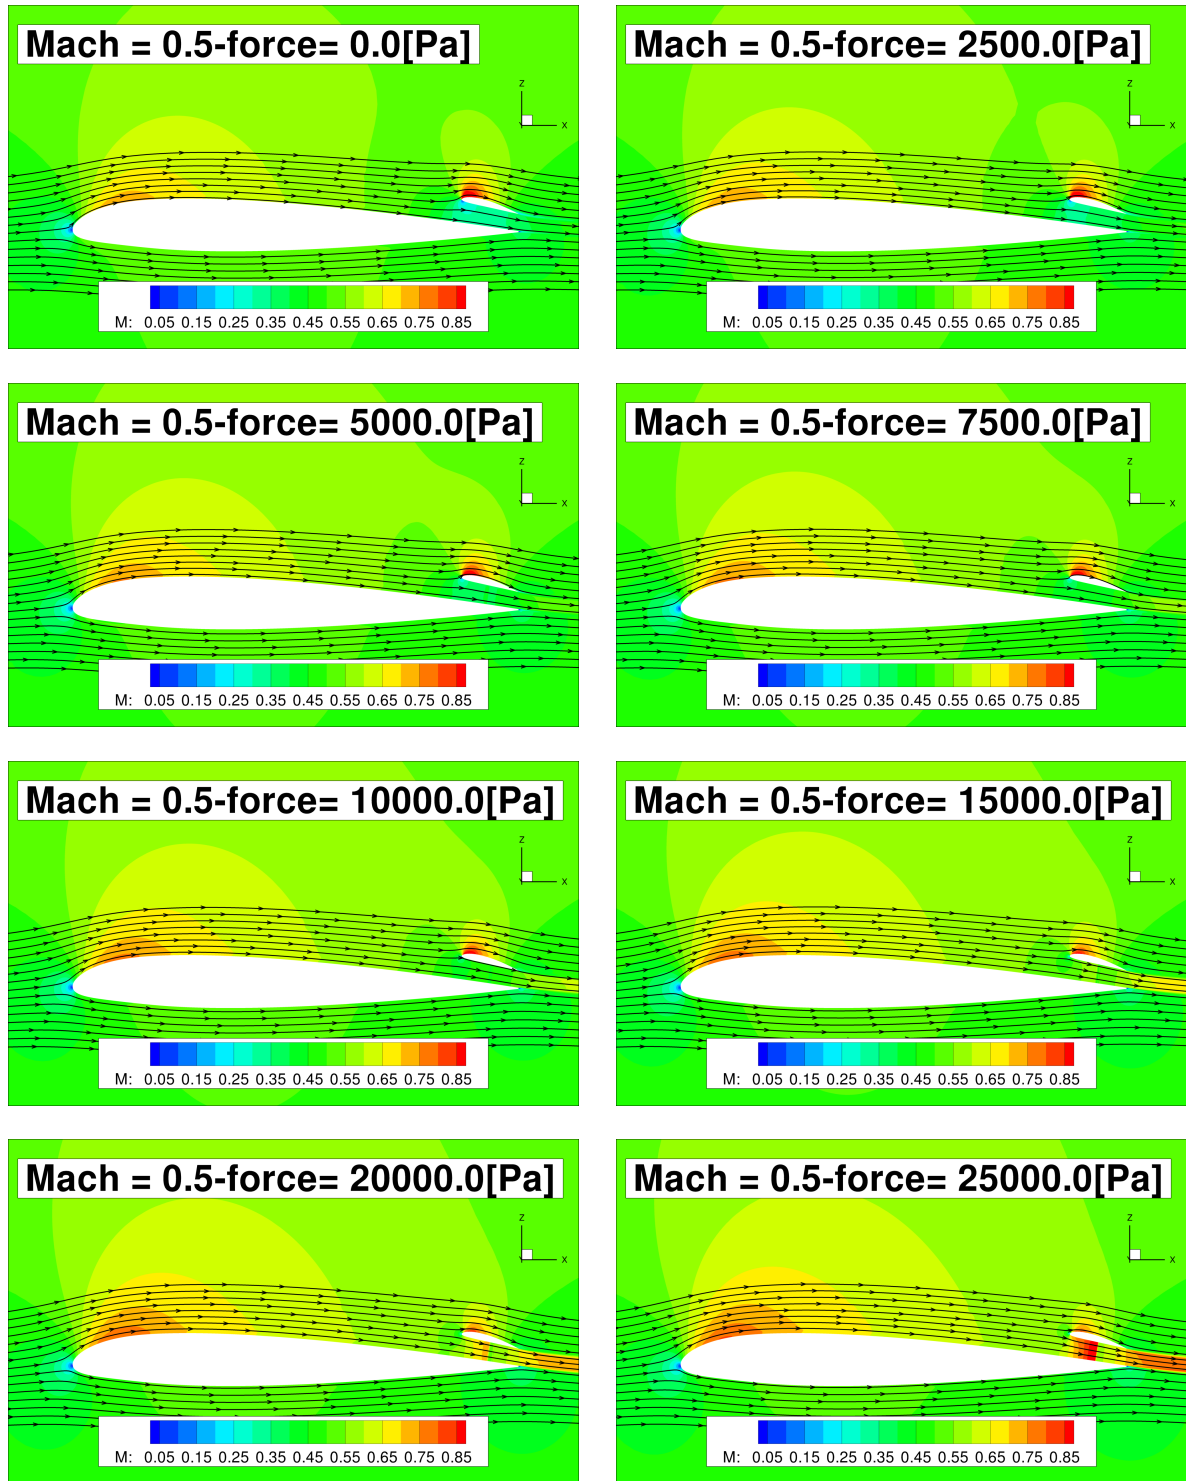 Mach = 0.5-force= 0.0[Pa]
z
x
M: 0.05 0.15 0.25 0.35 0.45 0.55 0.65 0.75 0.85
Mach = 0.5-force= 2500.0[Pa]
z
x
M: 0.05 0.15 0.25 0.35 0.45 0.55 0.65 0.75 0.85
Mach = 0.5-force= 5000.0[Pa]
z
x
M: 0.05 0.15 0.25 0.35 0.45 0.55 0.65 0.75 0.85
Mach = 0.5-force= 7500.0[Pa]
z
x
M: 0.05 0.15 0.25 0.35 0.45 0.55 0.65 0.75 0.85
Mach = 0.5-force= 10000.0[Pa]
z
x
M: 0.05 0.15 0.25 0.35 0.45 0.55 0.65 0.75 0.85
Mach = 0.5-force= 15000.0[Pa]
z
x
M: 0.05 0.15 0.25 0.35 0.45 0.55 0.65 0.75 0.85
Mach = 0.5-force= 20000.0[Pa]
z
x
M: 0.05 0.15 0.25 0.35 0.45 0.55 0.65 0.75 0.85
Mach = 0.5-force= 25000.0[Pa]
z
x
M: 0.05 0.15 0.25 0.35 0.45 0.55 0.65 0.75 0.85